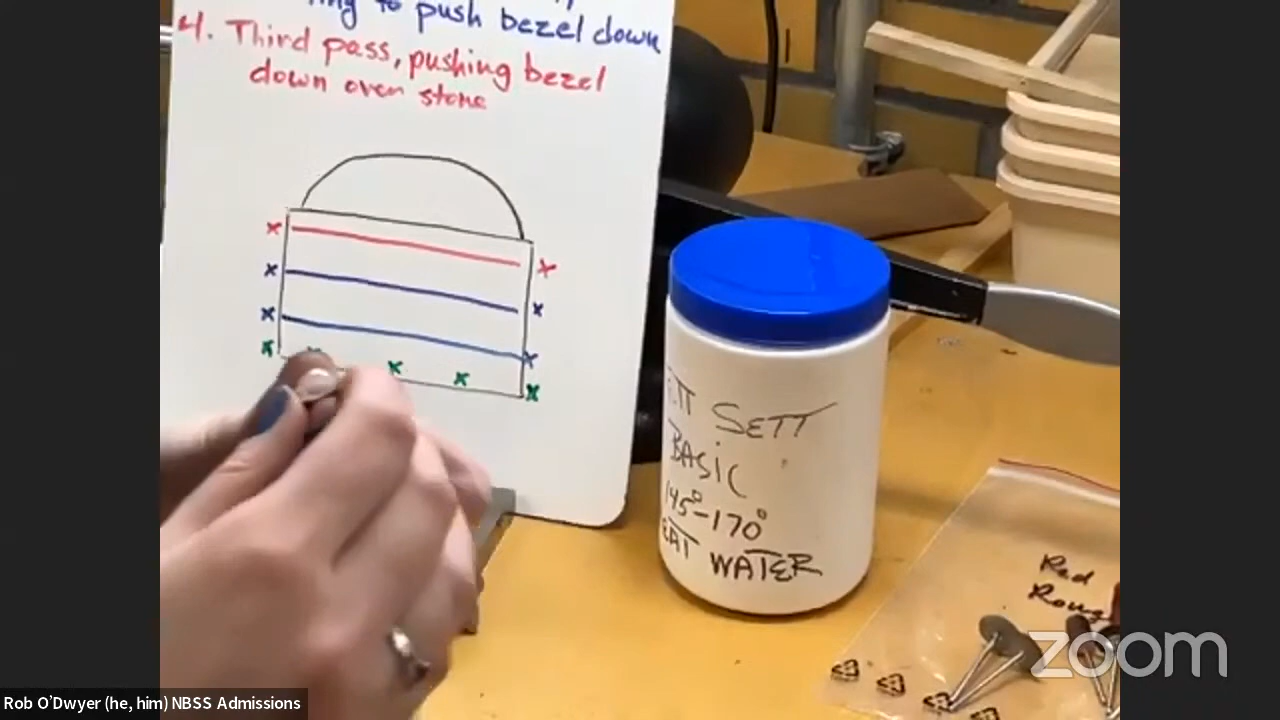 to push bezel down
4. Third pass, pushing bezel
down over stone
SETT
BASIC
145°-170°
WATER
Red
zoom
Rob O'Dwyer (he, him) NBSS Admissions